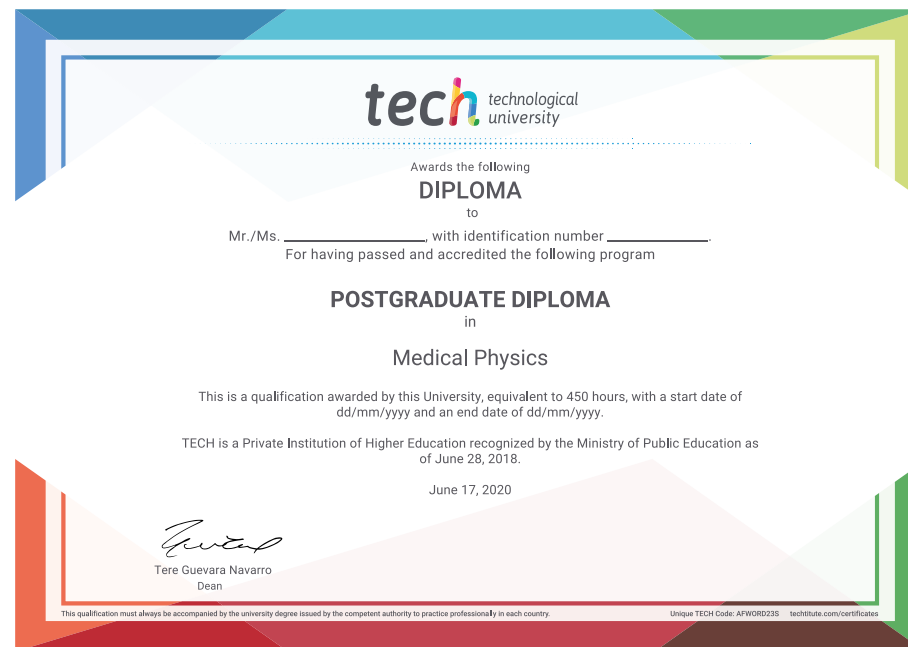 tech technological
university
Awards the following
DIPLOMA
to
Mr./Ms. ____________________, with identification number ______________.
For having passed and accredited the following program
POSTGRADUATE DIPLOMA
in
Medical Physics
This is a qualification awarded by this University, equivalent to 450 hours, with a start date of
dd/mm/yyyy and an end date of dd/mm/yyyy.
TECH is a Private Institution of Higher Education recognized by the Ministry of Public Education as
of June 28, 2018.
June 17, 2020
Tere Guevara Navarro
Dean
This qualification must always be accompanied by the university degree issued by the competent authority to practice professionally in each country.
Unique TECH Code: AFWORD23S techtitute.com/certificates